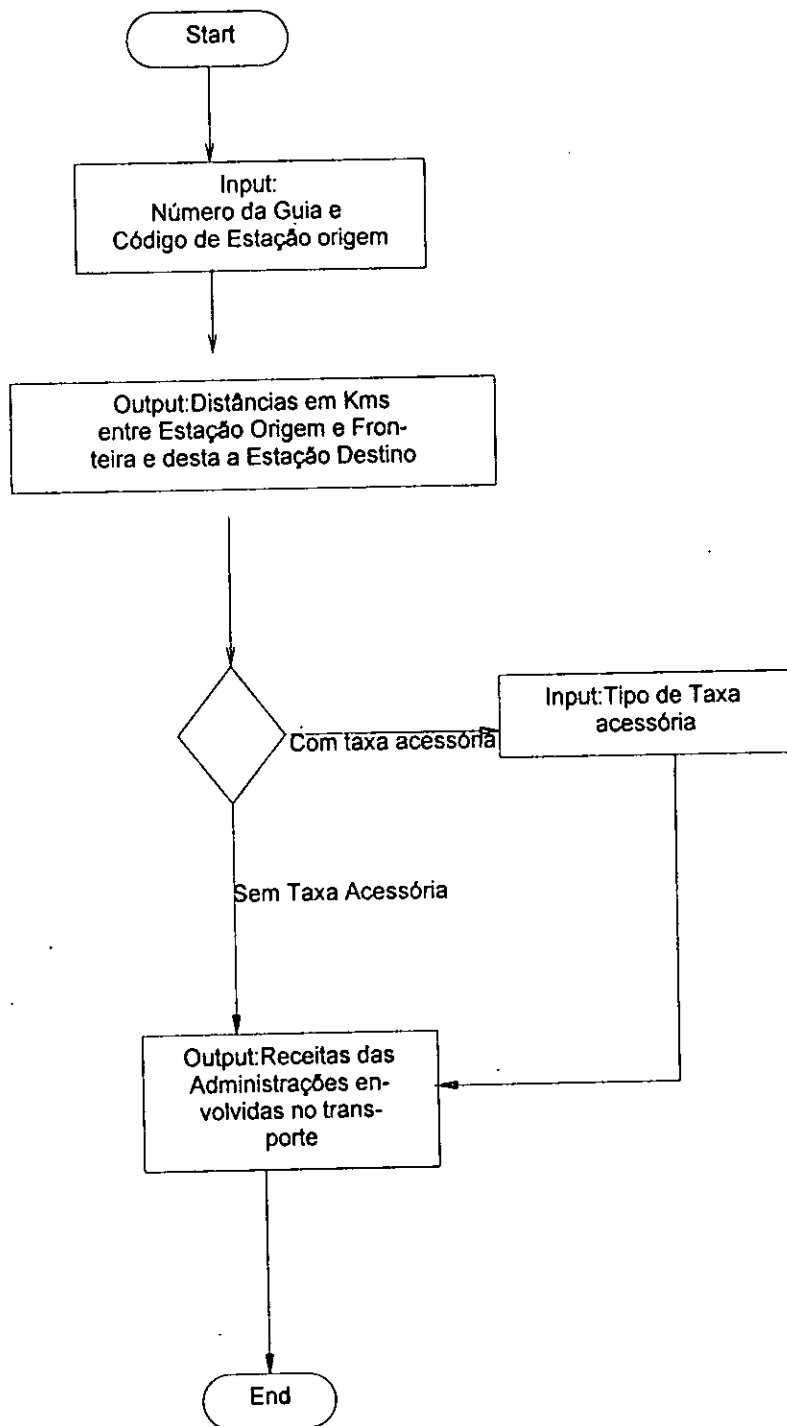 Start
Input:
Número da Guia e
Código de Estação origem
Output:Distâncias em Kms
entre Estação Origem e Fron-
teira e desta a Estação Destino
Com taxa acessória
Input:Tipo de Taxa
acessória
Sem Taxa Acessória
Output:Receitas das
Administrações en-
volvidas no trans-
porte
End